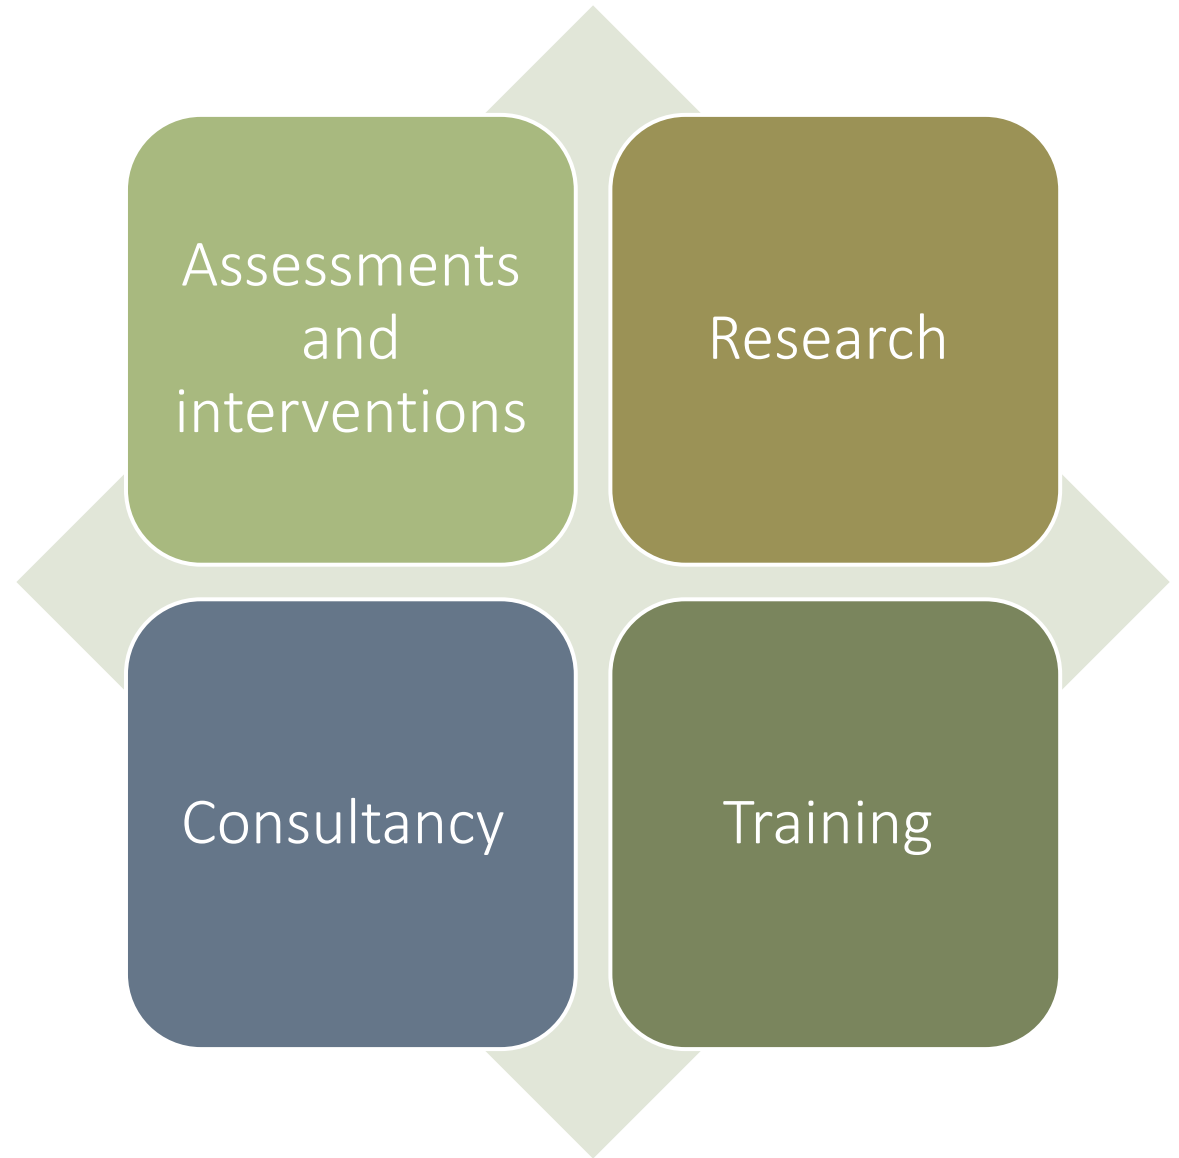 Assessments
and
interventions
Research
Consultancy
Training